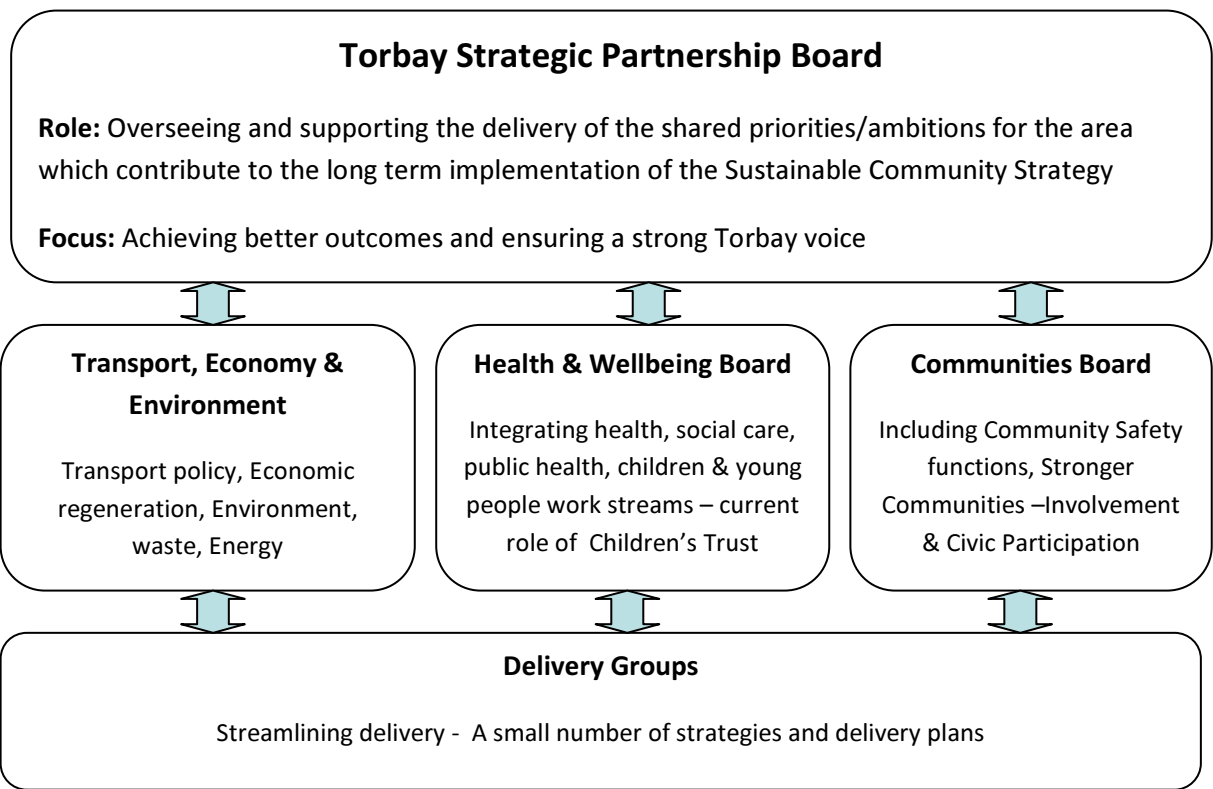 Torbay Strategic Partnership Board
Role: Overseeing and supporting the delivery of the shared priorities/ambitions for the area
which contribute to the long term implementation of the Sustainable Community Strategy
Focus: Achieving better outcomes and ensuring a strong Torbay voice
Transport, Economy &
Environment
Transport policy, Economic
regeneration, Environment,
waste, Energy
Health & Wellbeing Board
Integrating health, social care,
public health, children & young
people work streams – current
role of Children’s Trust
Communities Board
Including Community Safety
functions, Stronger
Communities –Involvement
& Civic Participation
Delivery Groups
Streamlining delivery - A small number of strategies and delivery plans